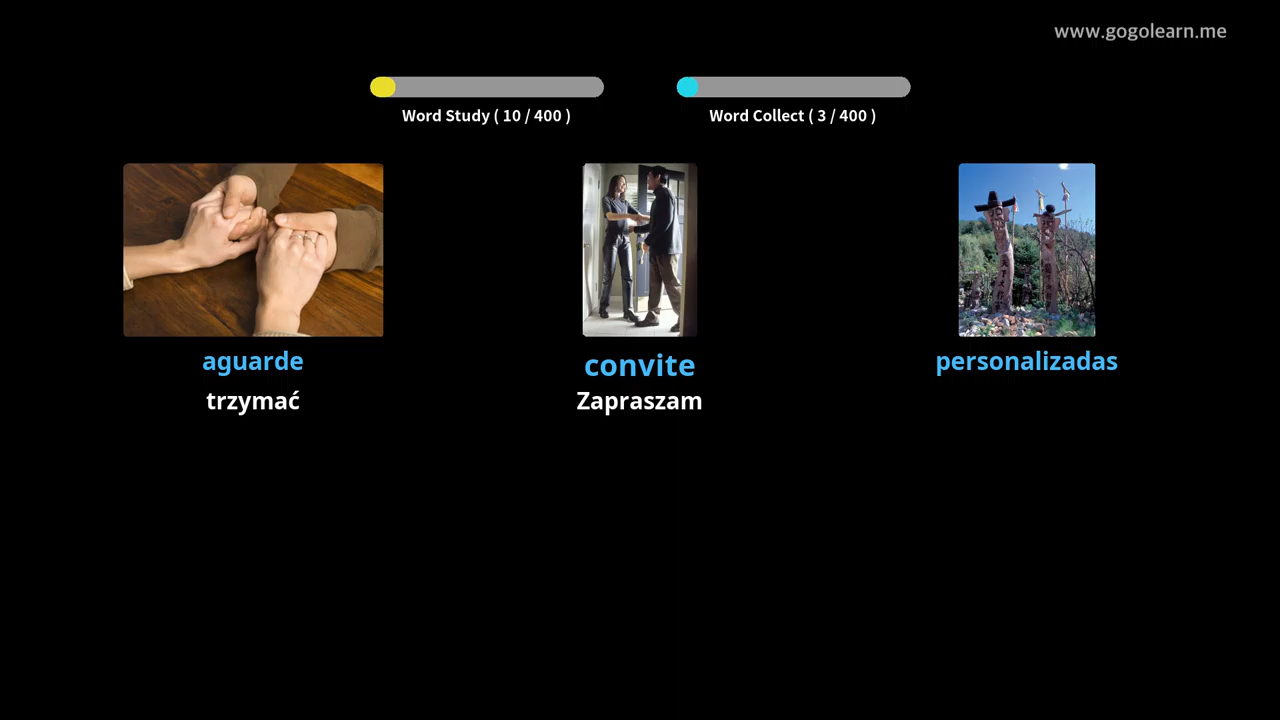 www.gogolearn.me
Word Study ( 10 / 400 )
Word Collect ( 3 / 400 )
aguarde
convite
personalizadas
trzymać
Zapraszam